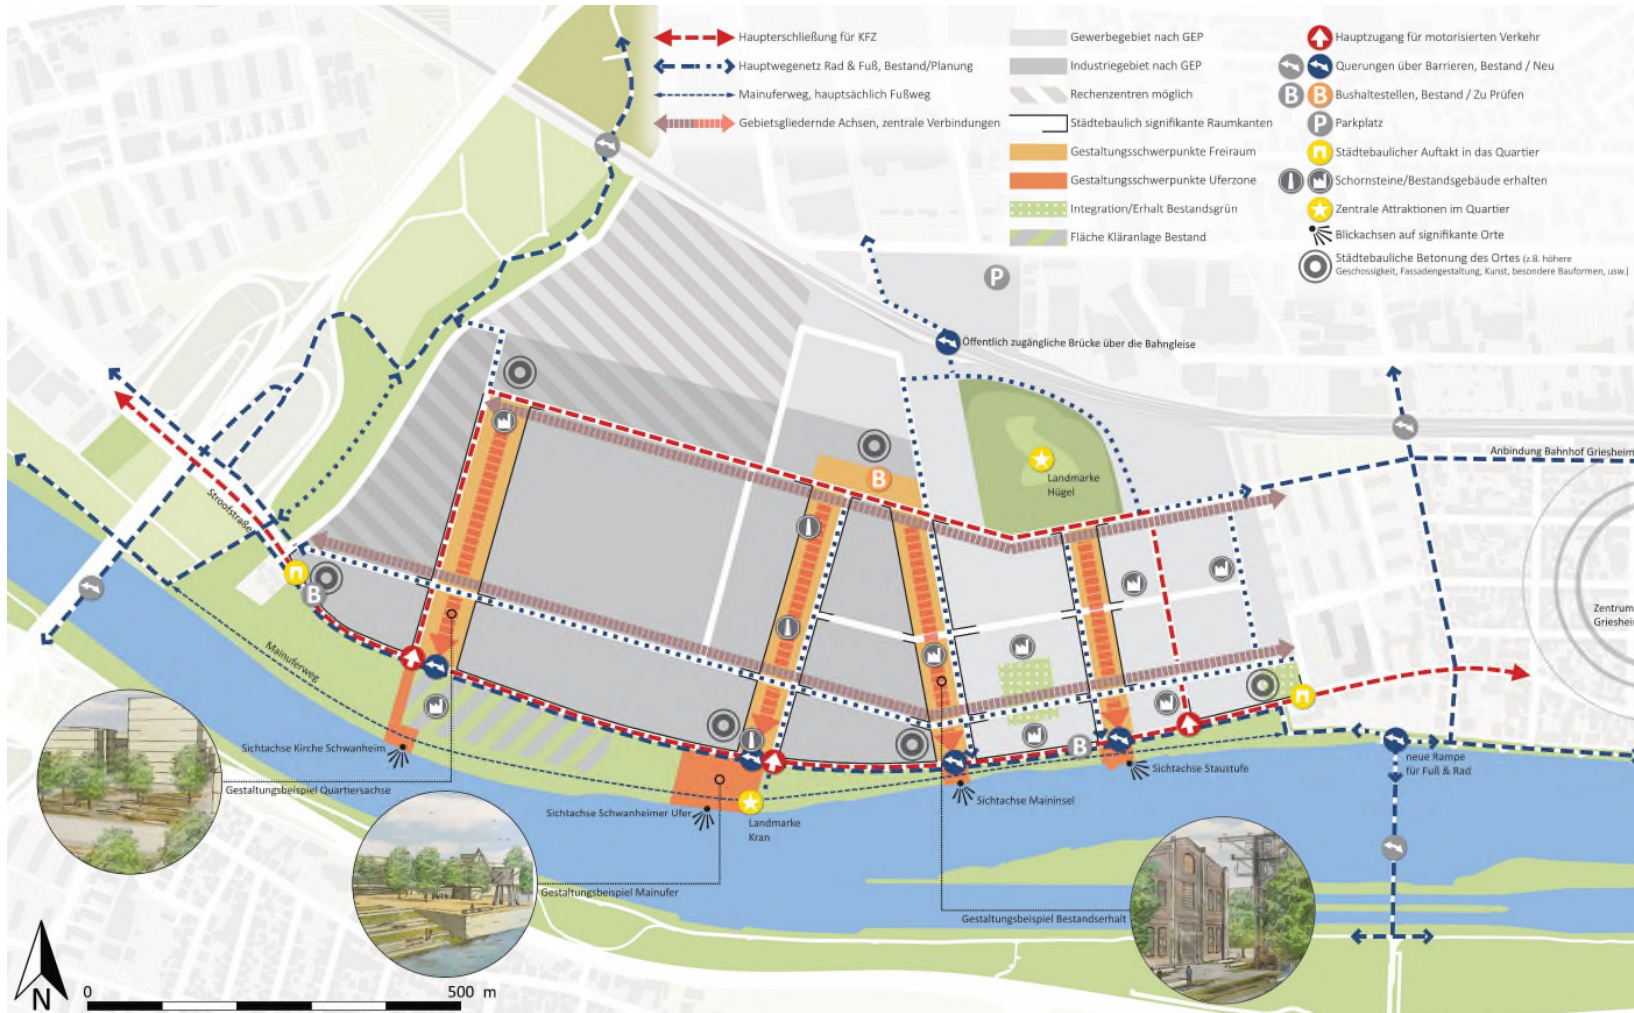 Haupterschließung für KFZ
Hauptwegenetz Rad & Fuß, Bestand/Planung
Mainuferweg, hauptsächlich Fußweg
Gebietsgliedernde Achsen, zentrale Verbindungen
Gewerbegebiet nach GEP
Industriegebiet nach GEP
Rechenzentren möglich
Städtebaulich signifikante Raumkanten
Gestaltungsschwerpunkte Freiraum
Gestaltungsschwerpunkte Uferzone
Integration/Erhalt Bestandsgrün
Fläche Kläranlage Bestand
Hauptzugang für motorisierten Verkehr
Querungen über Barrieren, Bestand / Neu
B B Bushaltestellen, Bestand / Zu Prüfen
P Parkplatz
Städtebaulicher Auftakt in das Quartier
Schornsteine/Bestandsgebäude erhalten
Zentrale Attraktionen im Quartier
Blickachsen auf signifikante Orte
Städtebauliche Betonung des Ortes (z.B. höhere
Geschossigkeit, Fassadengestaltung, Kunst, besondere Bauformen, usw.)
P
Öffentlich zugängliche Brücke über die Bahngleise
Anbindung Bahnhof Griesheim
B
Landmarke
Hügel
Stroofstraße
B
Zentrum
Griesheim
Mainuferweg
B
Sichtachse Kirche Schwanheim
neue Rampe
für Fuß & Rad
Sichtachse Staustufe
Gestaltungsbeispiel Quartiersachse
Sichtachse Maininsel
Sichtachse Schwanheimer Ufer
Landmarke
Kran
Gestaltungsbeispiel Mainufer
Gestaltungsbeispiel Bestandserhalt
N
0 500 m